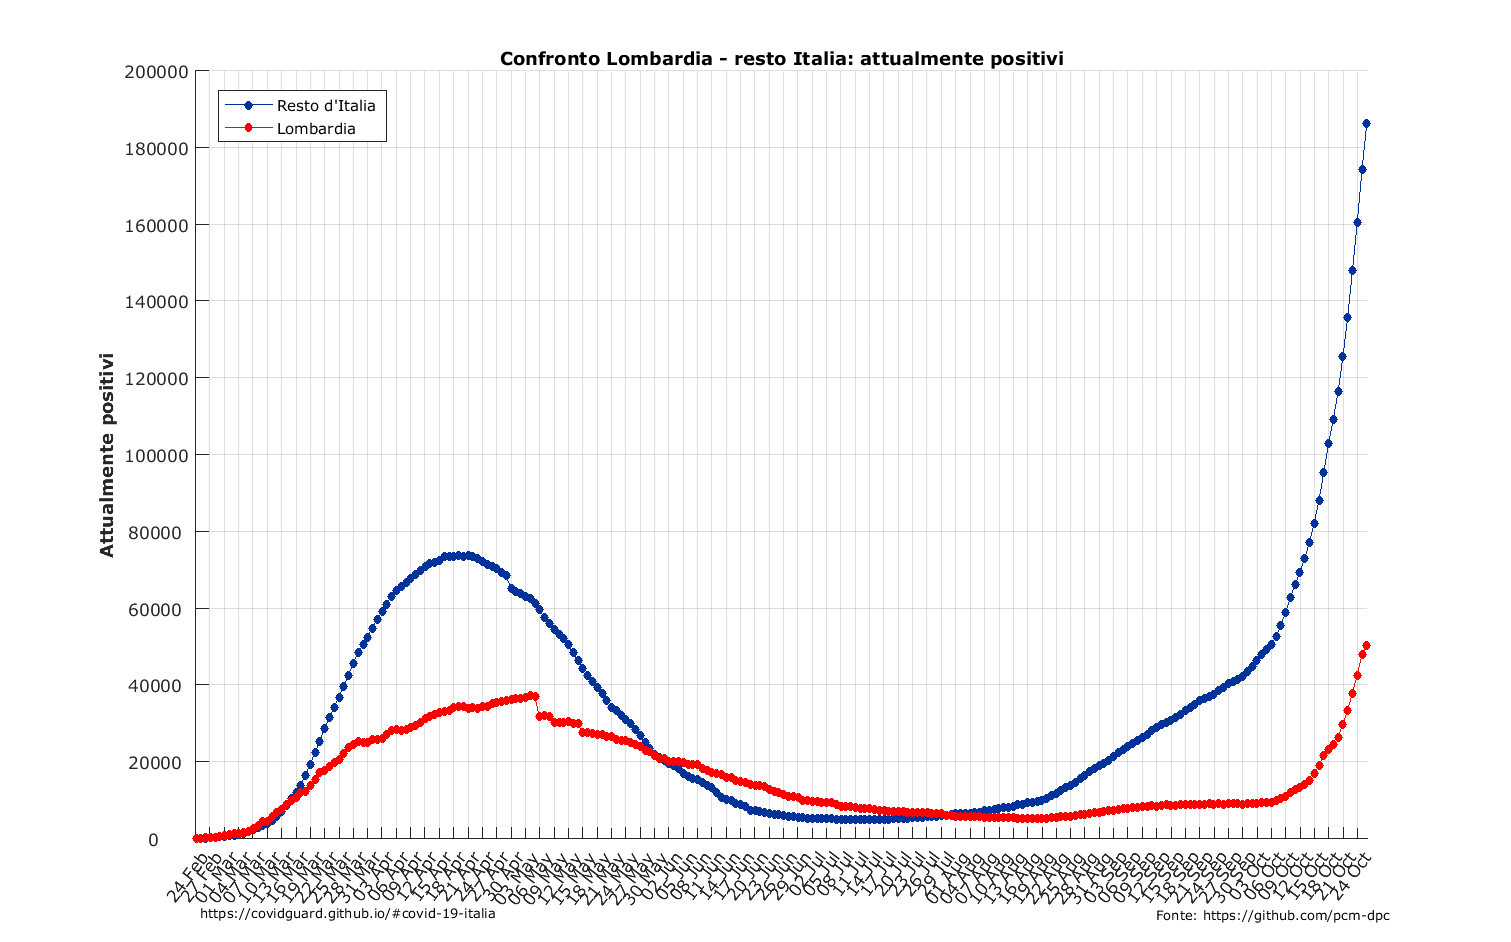 Confronto Lombardia - resto Italia: attualmente positivi
Resto d'Italia
Lombardia
Attualmente positivi
200000
180000
160000
140000
120000
100000
80000
60000
40000
20000
0
24 Feb
27 Feb
01 Mar
04 Mar
07 Mar
10 Mar
13 Mar
16 Mar
19 Mar
22 Mar
25 Mar
28 Mar
31 Mar
03 Apr
06 Apr
09 Apr
12 Apr
15 Apr
18 Apr
21 Apr
24 Apr
27 Apr
30 Apr
03 May
06 May
09 May
12 May
15 May
18 May
21 May
24 May
27 May
30 May
02 Jun
05 Jun
08 Jun
11 Jun
14 Jun
17 Jun
20 Jun
23 Jun
26 Jun
29 Jun
02 Jul
05 Jul
08 Jul
11 Jul
14 Jul
17 Jul
20 Jul
23 Jul
26 Jul
29 Jul
01 Aug
04 Aug
07 Aug
10 Aug
13 Aug
16 Aug
19 Aug
22 Aug
25 Aug
28 Aug
31 Aug
03 Sep
06 Sep
09 Sep
12 Sep
15 Sep
18 Sep
21 Sep
24 Sep
27 Sep
30 Sep
03 Oct
06 Oct
09 Oct
12 Oct
15 Oct
18 Oct
21 Oct
24 Oct
https://covidguard.github.io/#covid-19-italia
Fonte: https://github.com/pcm-dpc